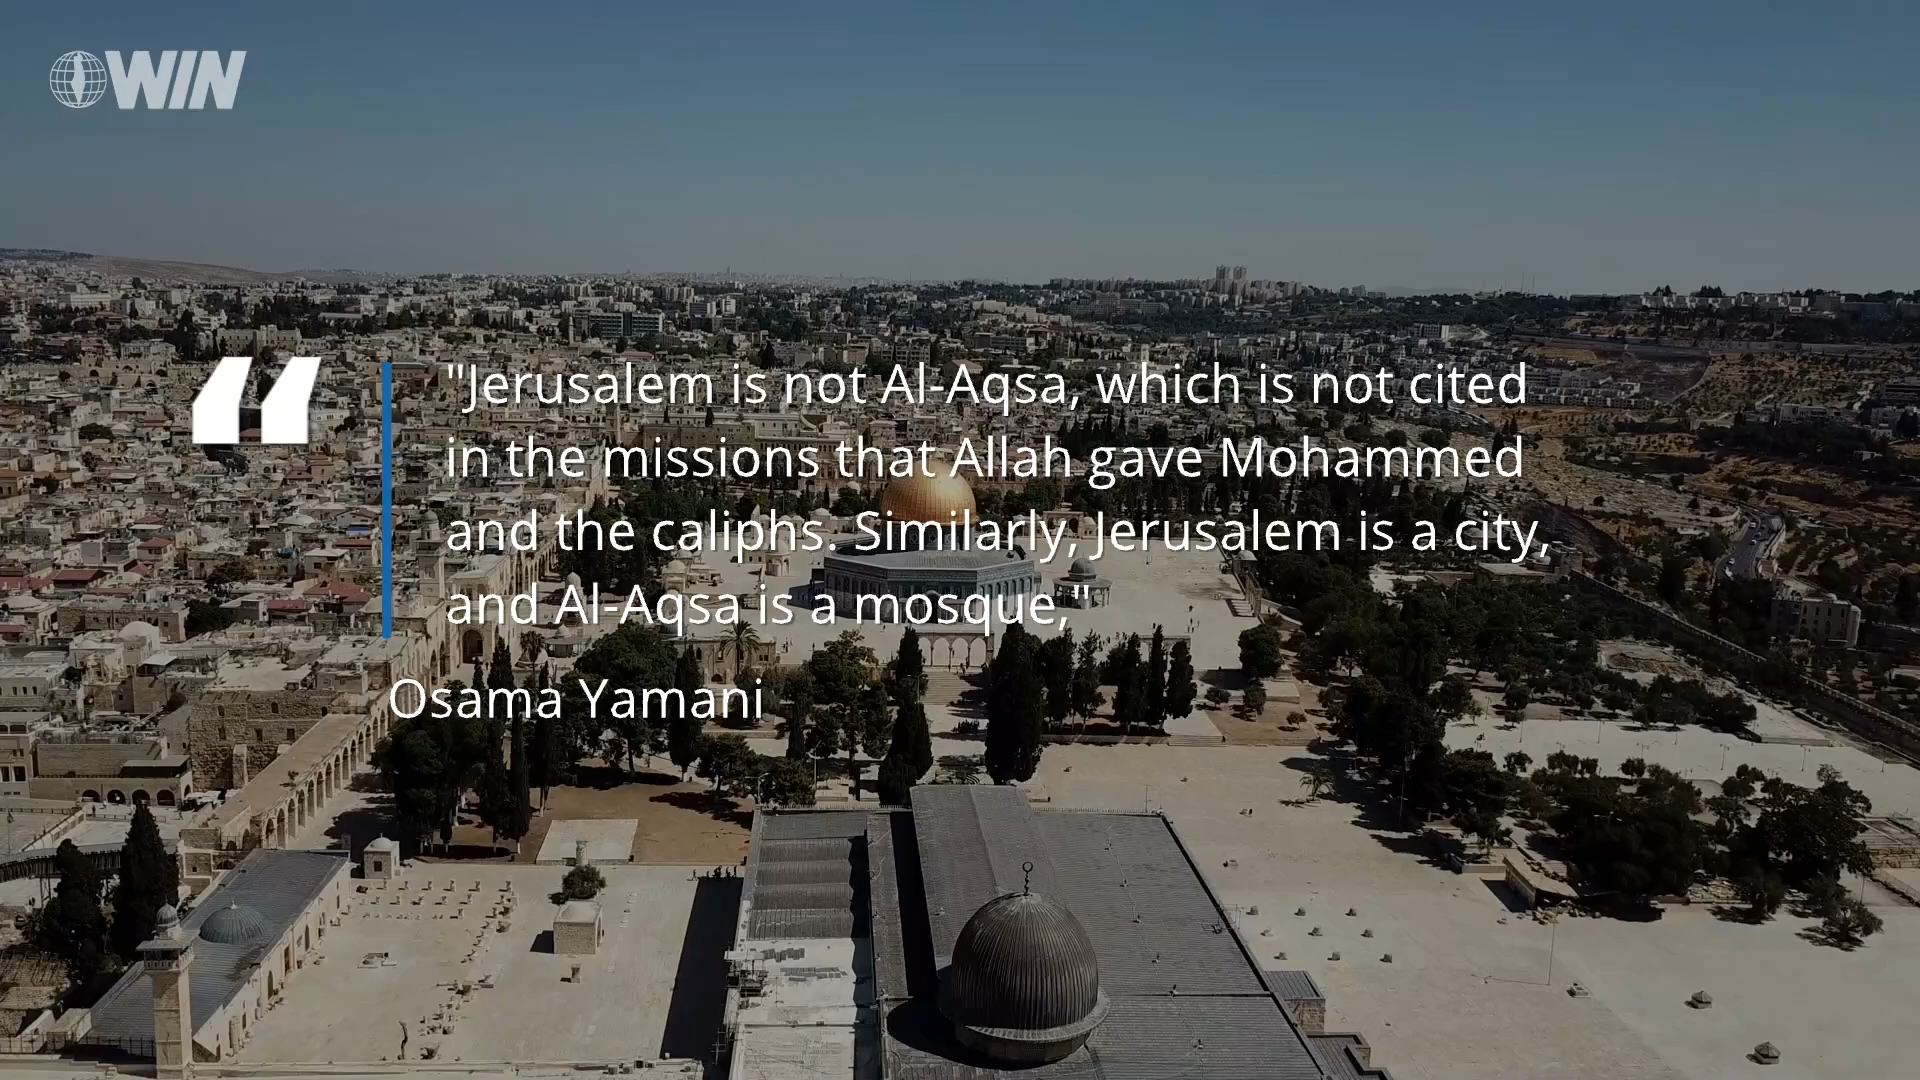 WIN
"Jerusalem is not Al-Aqsa, which is not cited
in the missions that Allah gave Mohammed
and the caliphs. Similarly, Jerusalem is a city,
and Al-Aqsa is a mosque,"
Osama Yamani